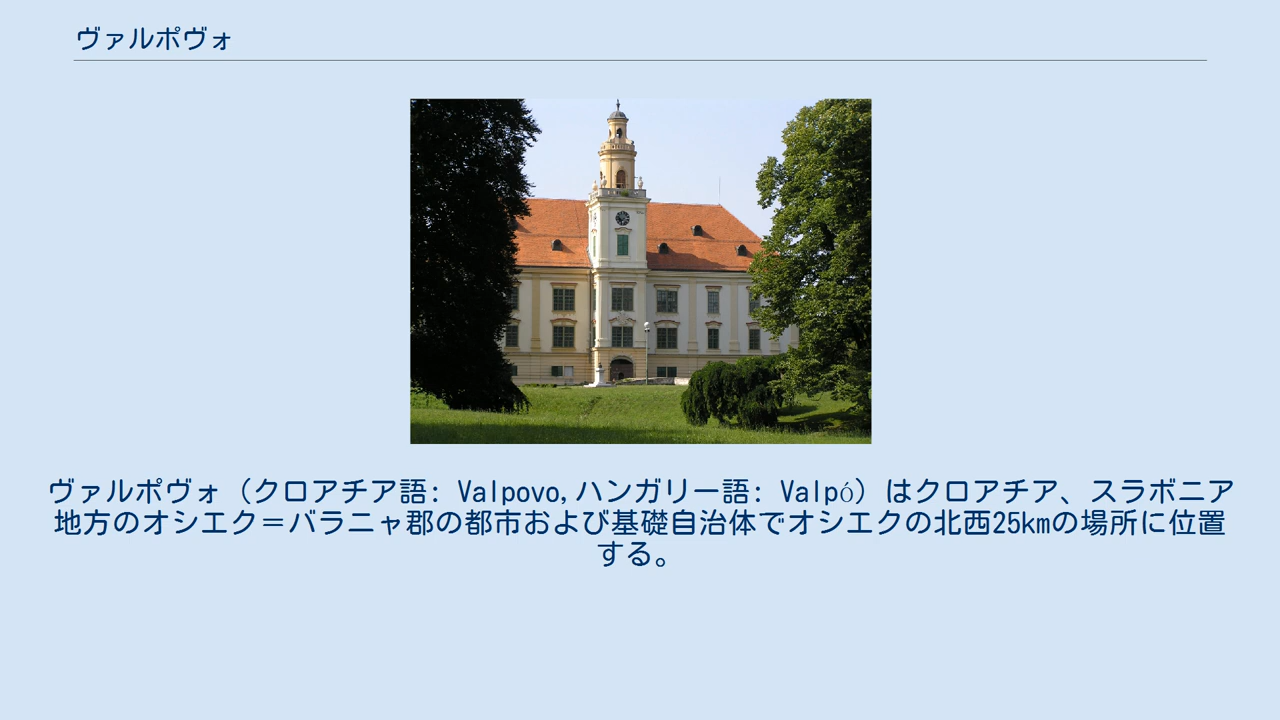 ヴァルポヴォ
ヴァルポヴォ（クロアチア語: Valpovo,ハンガリー語: Valpó）はクロアチア、スラボニア
地方のオシエク＝バラニャ郡の都市および基礎自治体でオシエクの北西25kmの場所に位置
する。